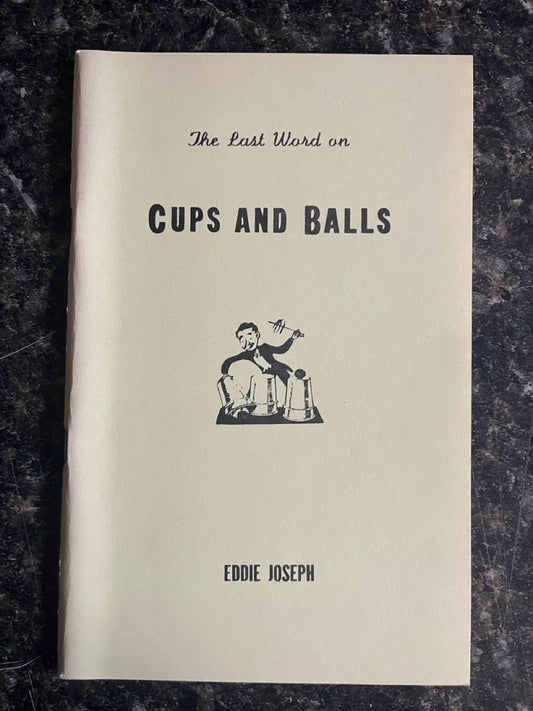 The Last Word on
CUPS AND BALLS
EDDIE JOSEPH